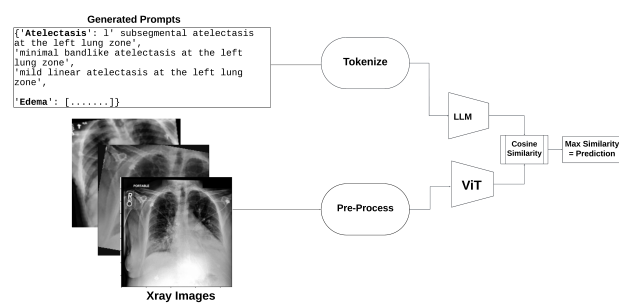 Generated Prompts
{'Atelectasis': l' subsegmental atelectasis
at the left lung zone',
'minimal bandlike atelectasis at the left
lung zone',
'mild linear atelectasis at the left lung
zone',
'Edema': [.......]}
Tokenize
LLM
Cosine
Similarity
Max Similarity
= Prediction
ViT
Pre-Process
PORTABLE
Xray Images